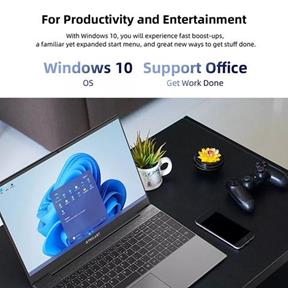 For Productivity and Entertainment
With Windows 10, you will experience fast boost-ups,
a familiar yet expanded start menu, and great new ways to get stuff done.
Windows 10 Support Office
OS Get Work Done